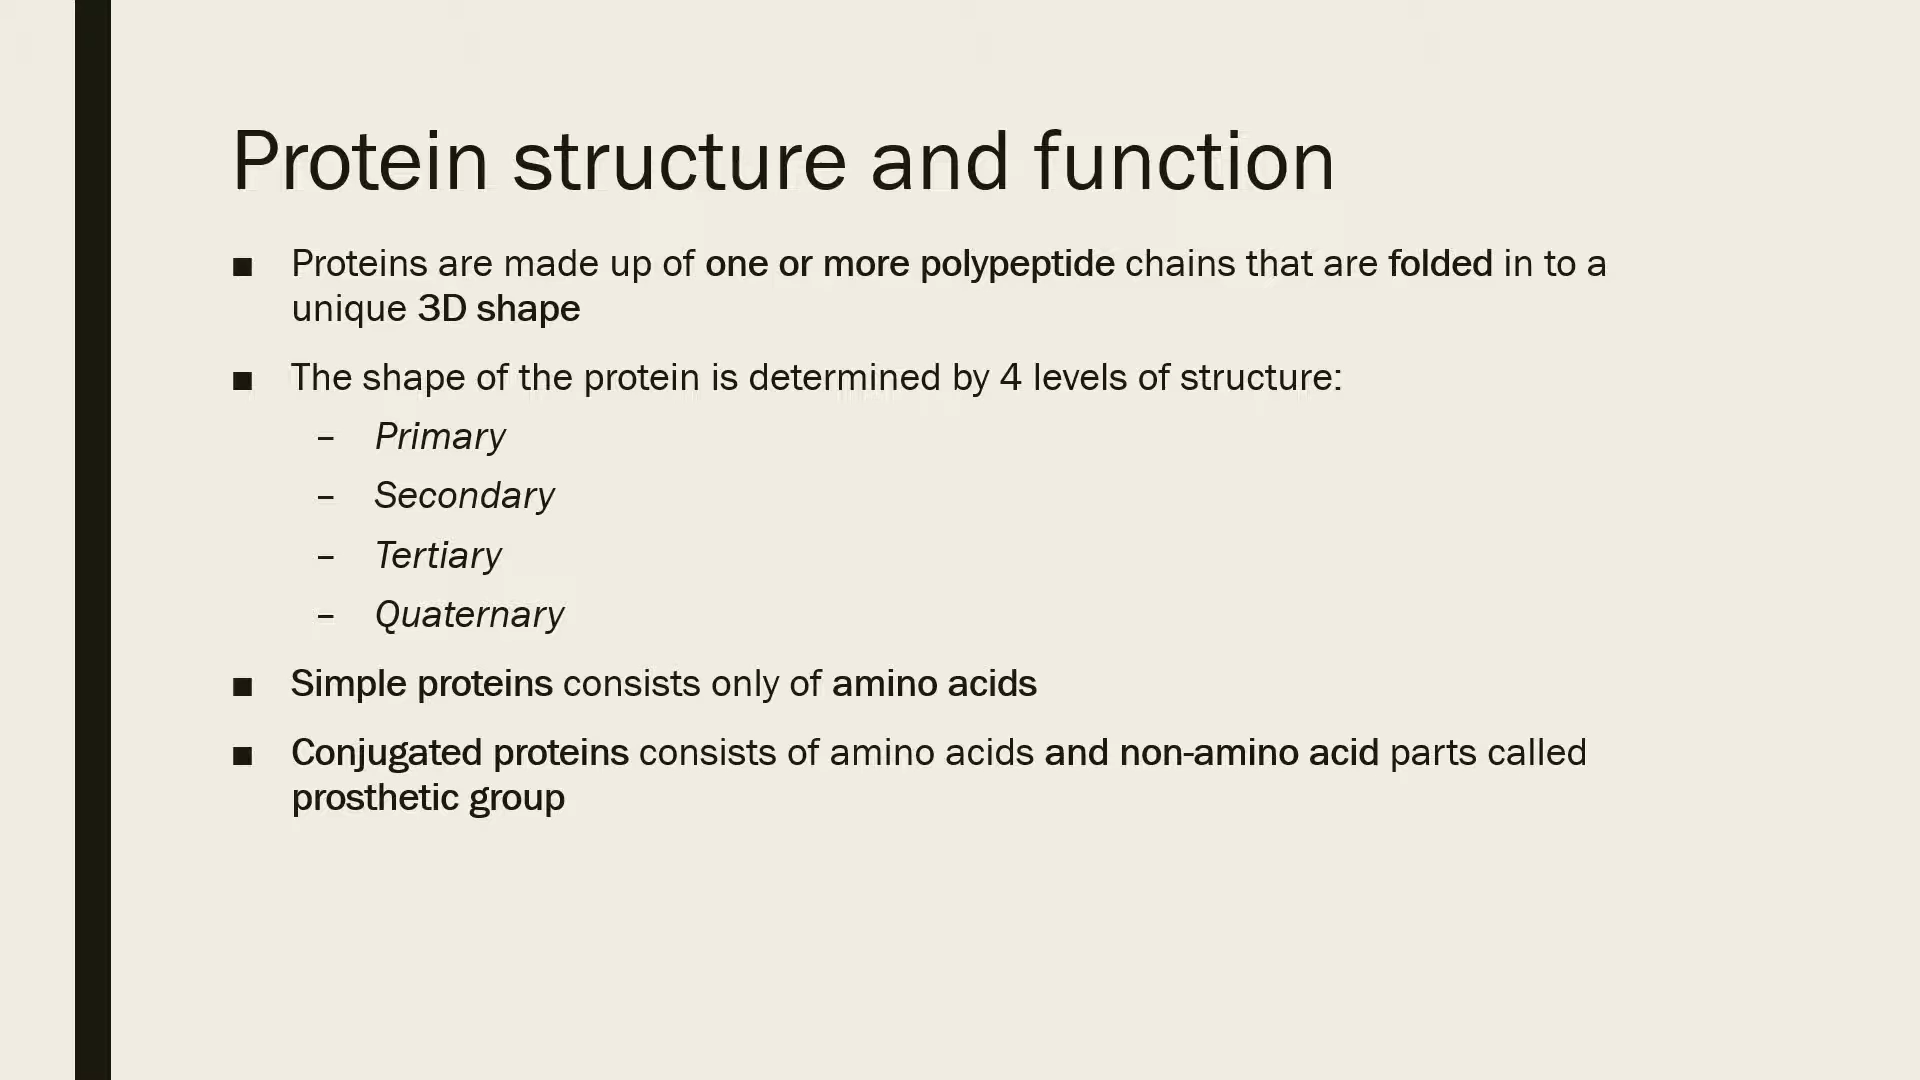 Protein structure and function
■ Proteins are made up of one or more polypeptide chains that are folded in to a
unique 3D shape
■ The shape of the protein is determined by 4 levels of structure:
– Primary
– Secondary
– Tertiary
– Quaternary
■ Simple proteins consists only of amino acids
■ Conjugated proteins consists of amino acids and non-amino acid parts called
prosthetic group